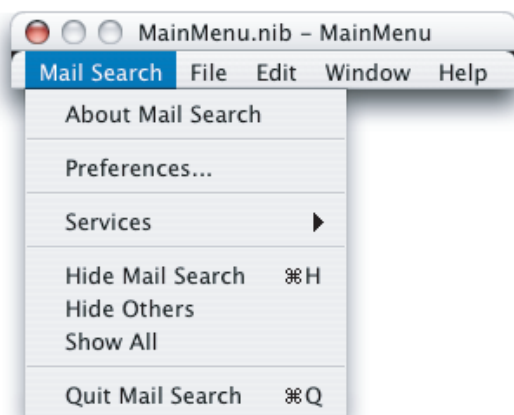 MainMenu.nib – MainMenu
Mail Search File Edit Window Help
About Mail Search
Preferences...
Services
Hide Mail Search ⌘H
Hide Others
Show All
Quit Mail Search ⌘Q